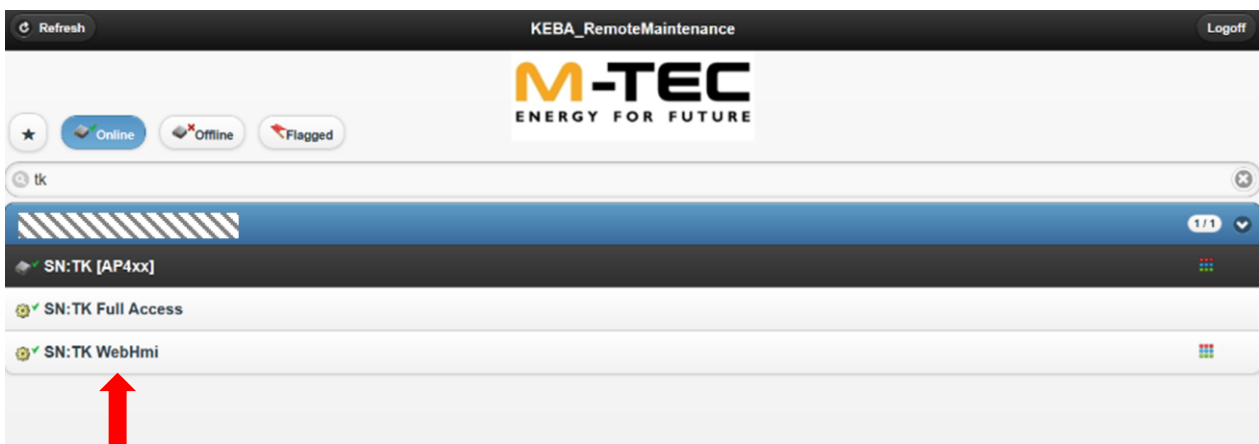 Refresh KEBA_RemoteMaintenance Logoff
M-TEC
ENERGY FOR FUTURE
Online Offline Flagged
tk
1/1
SN:TK [AP4xx]
SN:TK Full Access
SN:TK WebHmi